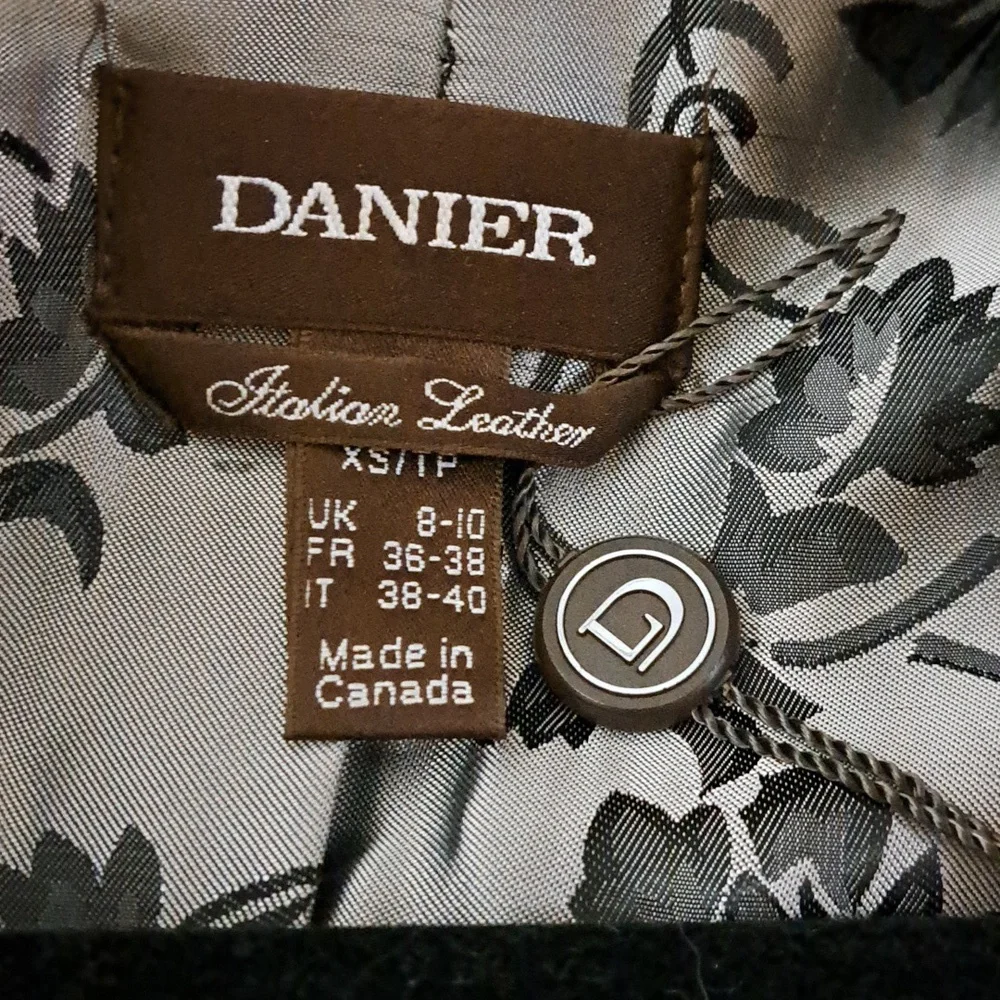 DANIER
Italian Leather
XS/TP
UK 8-10
FR 36-38
IT 38-40
Made in
Canada
D